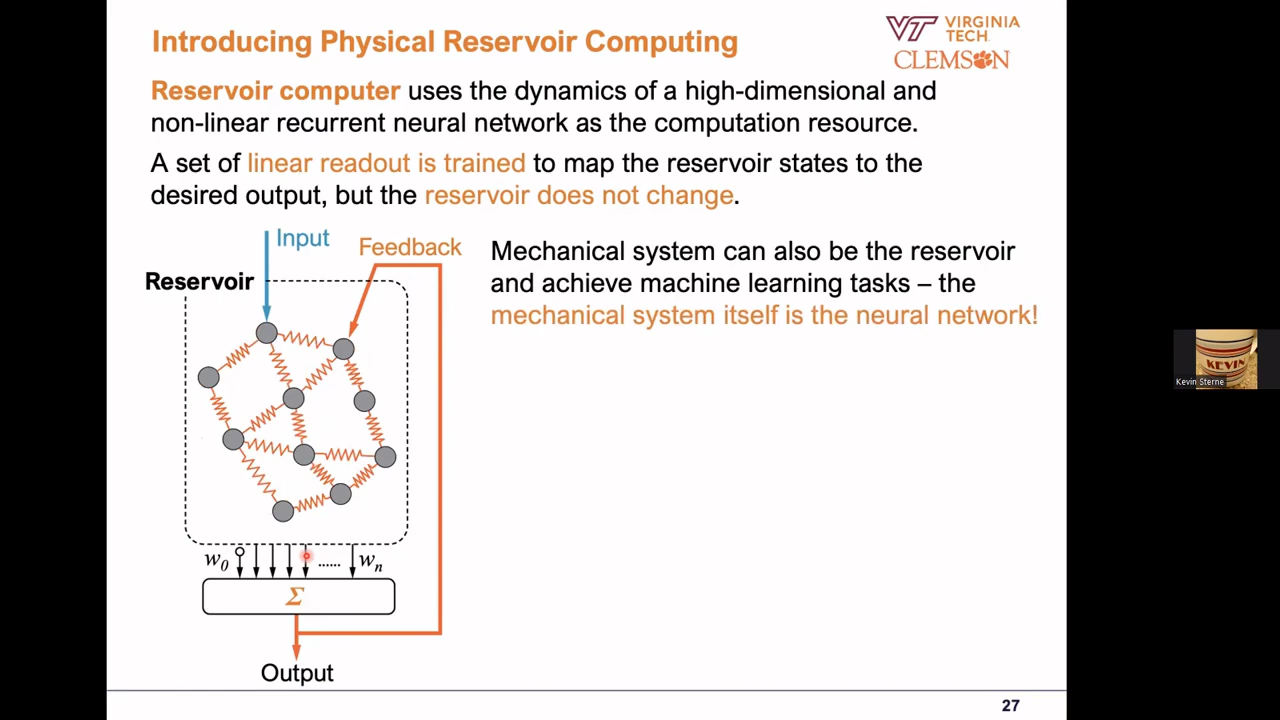 Introducing Physical Reservoir Computing
VIRGINIA
TECH
CLEMSON
Reservoir computer uses the dynamics of a high-dimensional and
non-linear recurrent neural network as the computation resource.
A set of linear readout is trained to map the reservoir states to the
desired output, but the reservoir does not change.
Input
Feedback
Reservoir
Mechanical system can also be the reservoir
and achieve machine learning tasks – the
mechanical system itself is the neural network!
w0
......
wn
Σ
Output
KEVIN
Kevin Sterne
27